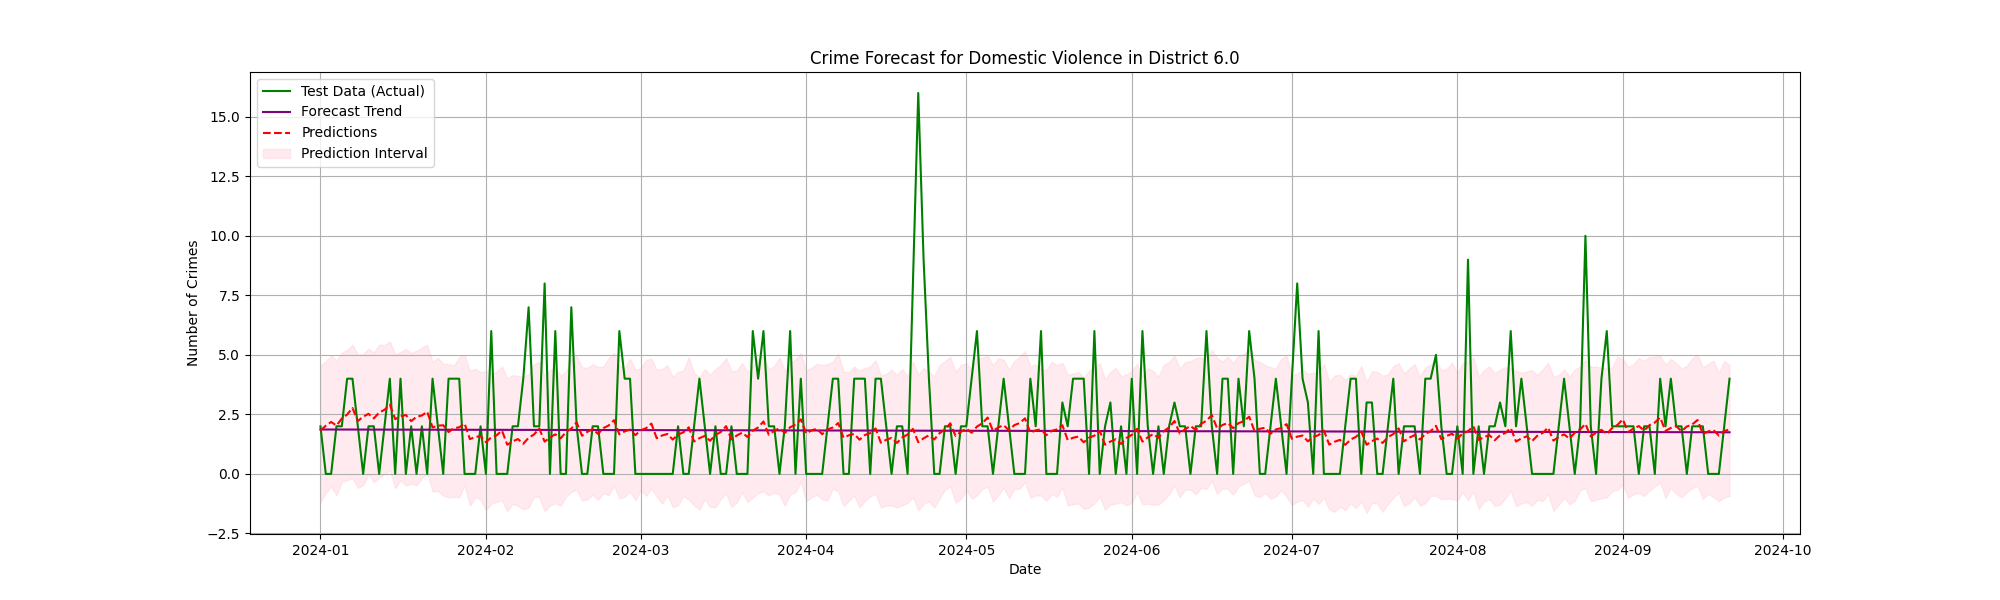 Crime Forecast for Domestic Violence in District 6.0
Test Data (Actual)
Forecast Trend
Predictions
Prediction Interval
15.0
12.5
10.0
7.5
5.0
2.5
0.0
−2.5
Number of Crimes
2024-01
2024-02
2024-03
2024-04
2024-05
2024-06
2024-07
2024-08
2024-09
2024-10
Date